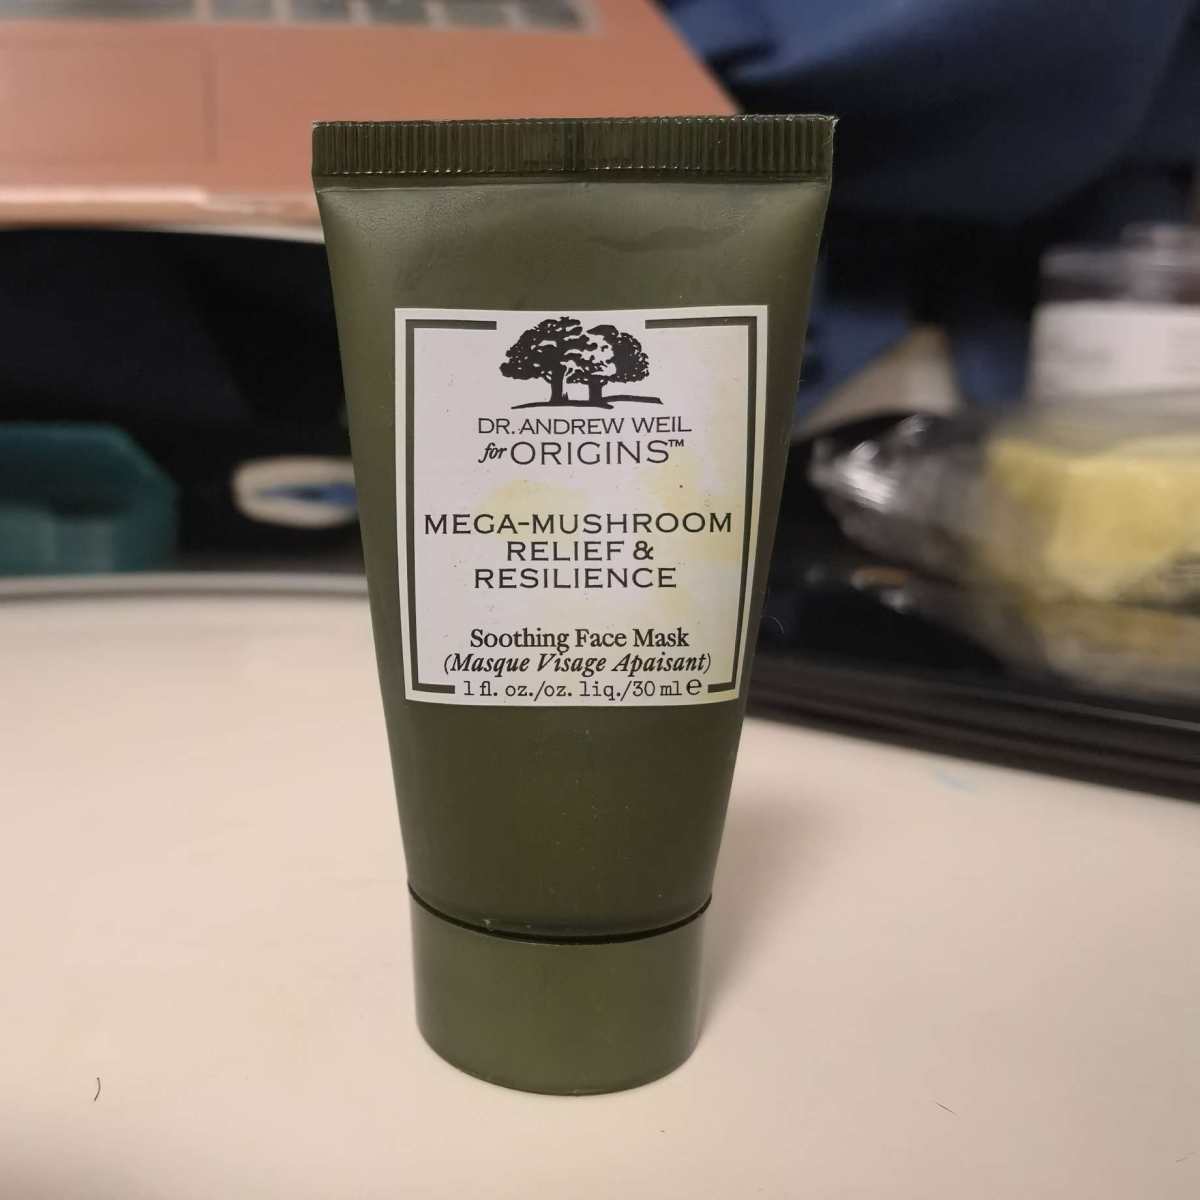 DR. ANDREW WEIL
for ORIGINS™
MEGA-MUSHROOM
RELIEF &
RESILIENCE
Soothing Face Mask
(Masque Visage Apaisant)
1 fl. oz./oz. liq./30 ml ℮